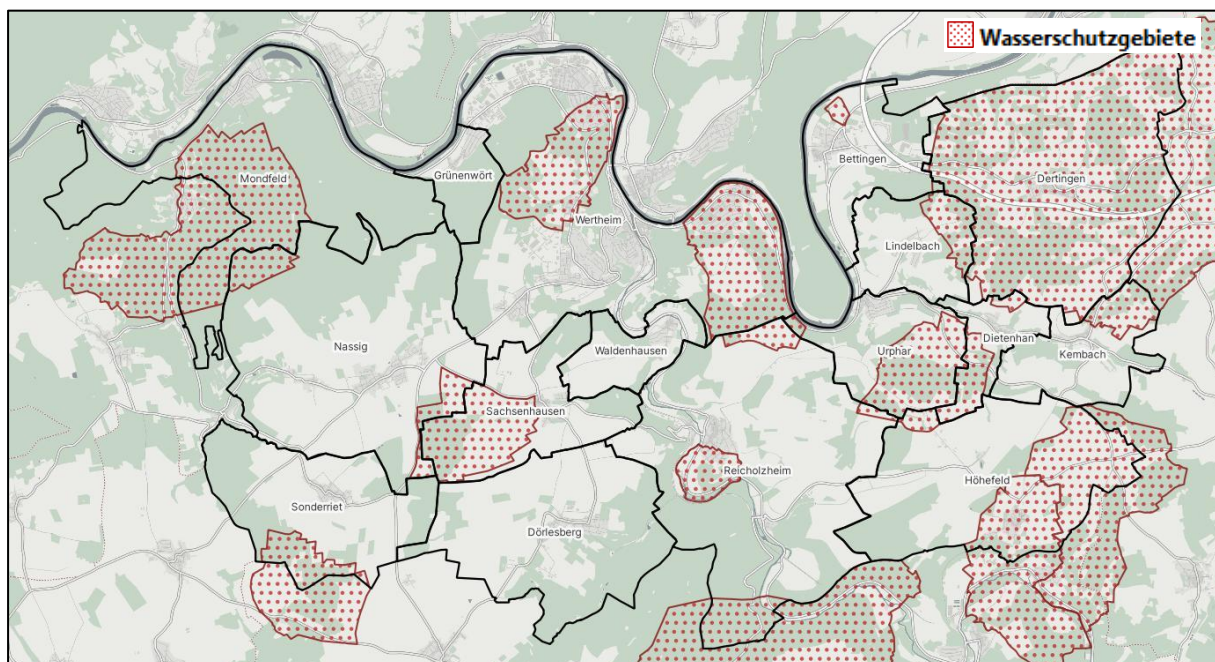 Wasserschutzgebiete
Bettingen
Mondfeld
Grünenwört
Dertingen
Wertheim
Lindelbach
Nassig
Waldenhausen
Urphar
Dietenhan
Kembach
Sachsenhausen
Reicholzheim
Höhefeld
Sonderriet
Dörlesberg